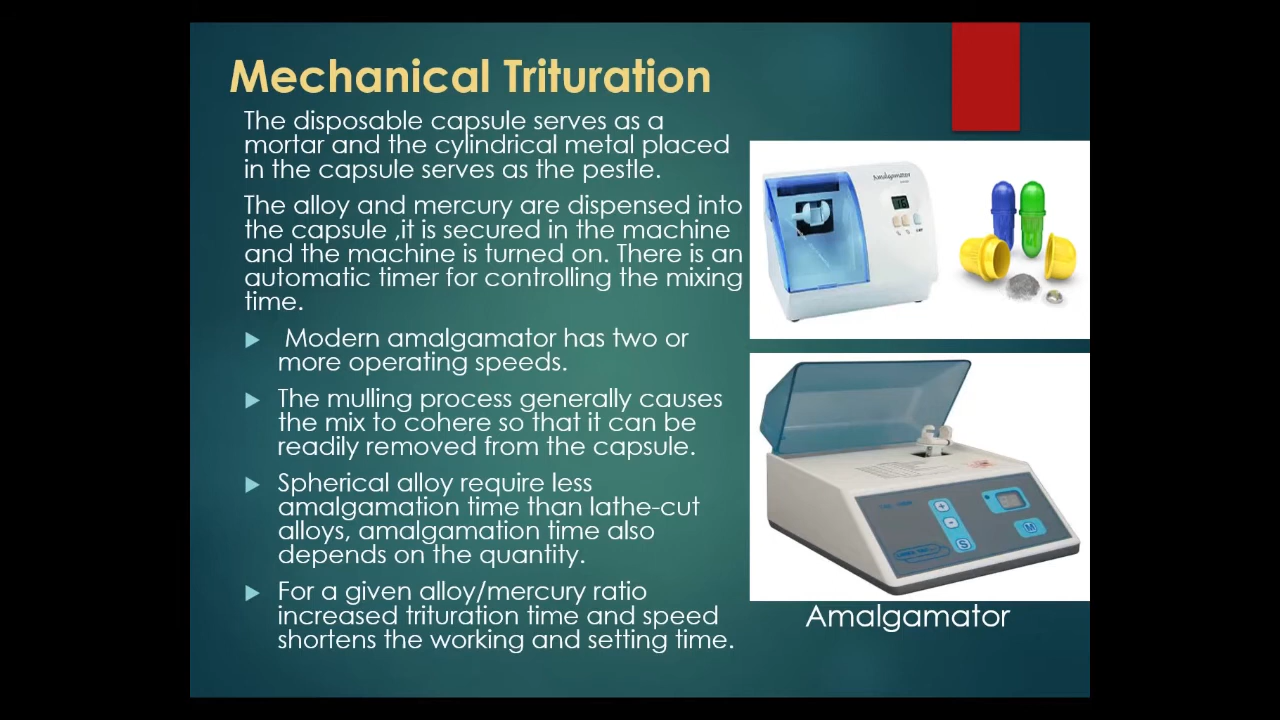 Mechanical Trituration
The disposable capsule serves as a
mortar and the cylindrical metal placed
in the capsule serves as the pestle.
The alloy and mercury are dispensed into
the capsule ,it is secured in the machine
and the machine is turned on. There is an
automatic timer for controlling the mixing
time.
Modern amalgamator has two or
more operating speeds.
The mulling process generally causes
the mix to cohere so that it can be
readily removed from the capsule.
Spherical alloy require less
amalgamation time than lathe-cut
alloys, amalgamation time also
depends on the quantity.
For a given alloy/mercury ratio
increased trituration time and speed
shortens the working and setting time.
Amalgamator
+
-
S
M
Amalgamator